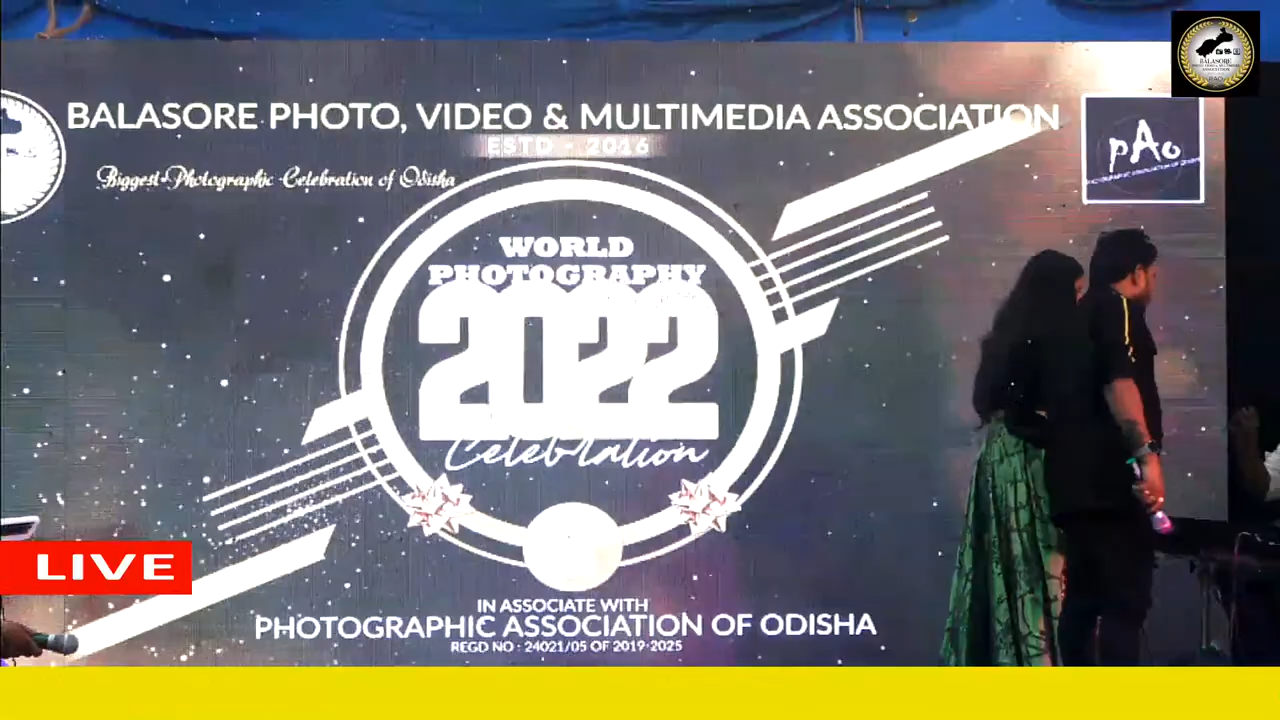 BALASORE PHOTO, VIDEO & MULTIMEDIA ASSOCIATION
ESTD - 2016
Biggest Photographic Celebration of Odisha
pAo
WORLD
PHOTOGRAPHY
2022
Celebration
LIVE
IN ASSOCIATE WITH
PHOTOGRAPHIC ASSOCIATION OF ODISHA
REGD NO - 24021/05 OF 2019-2025
BALASORE